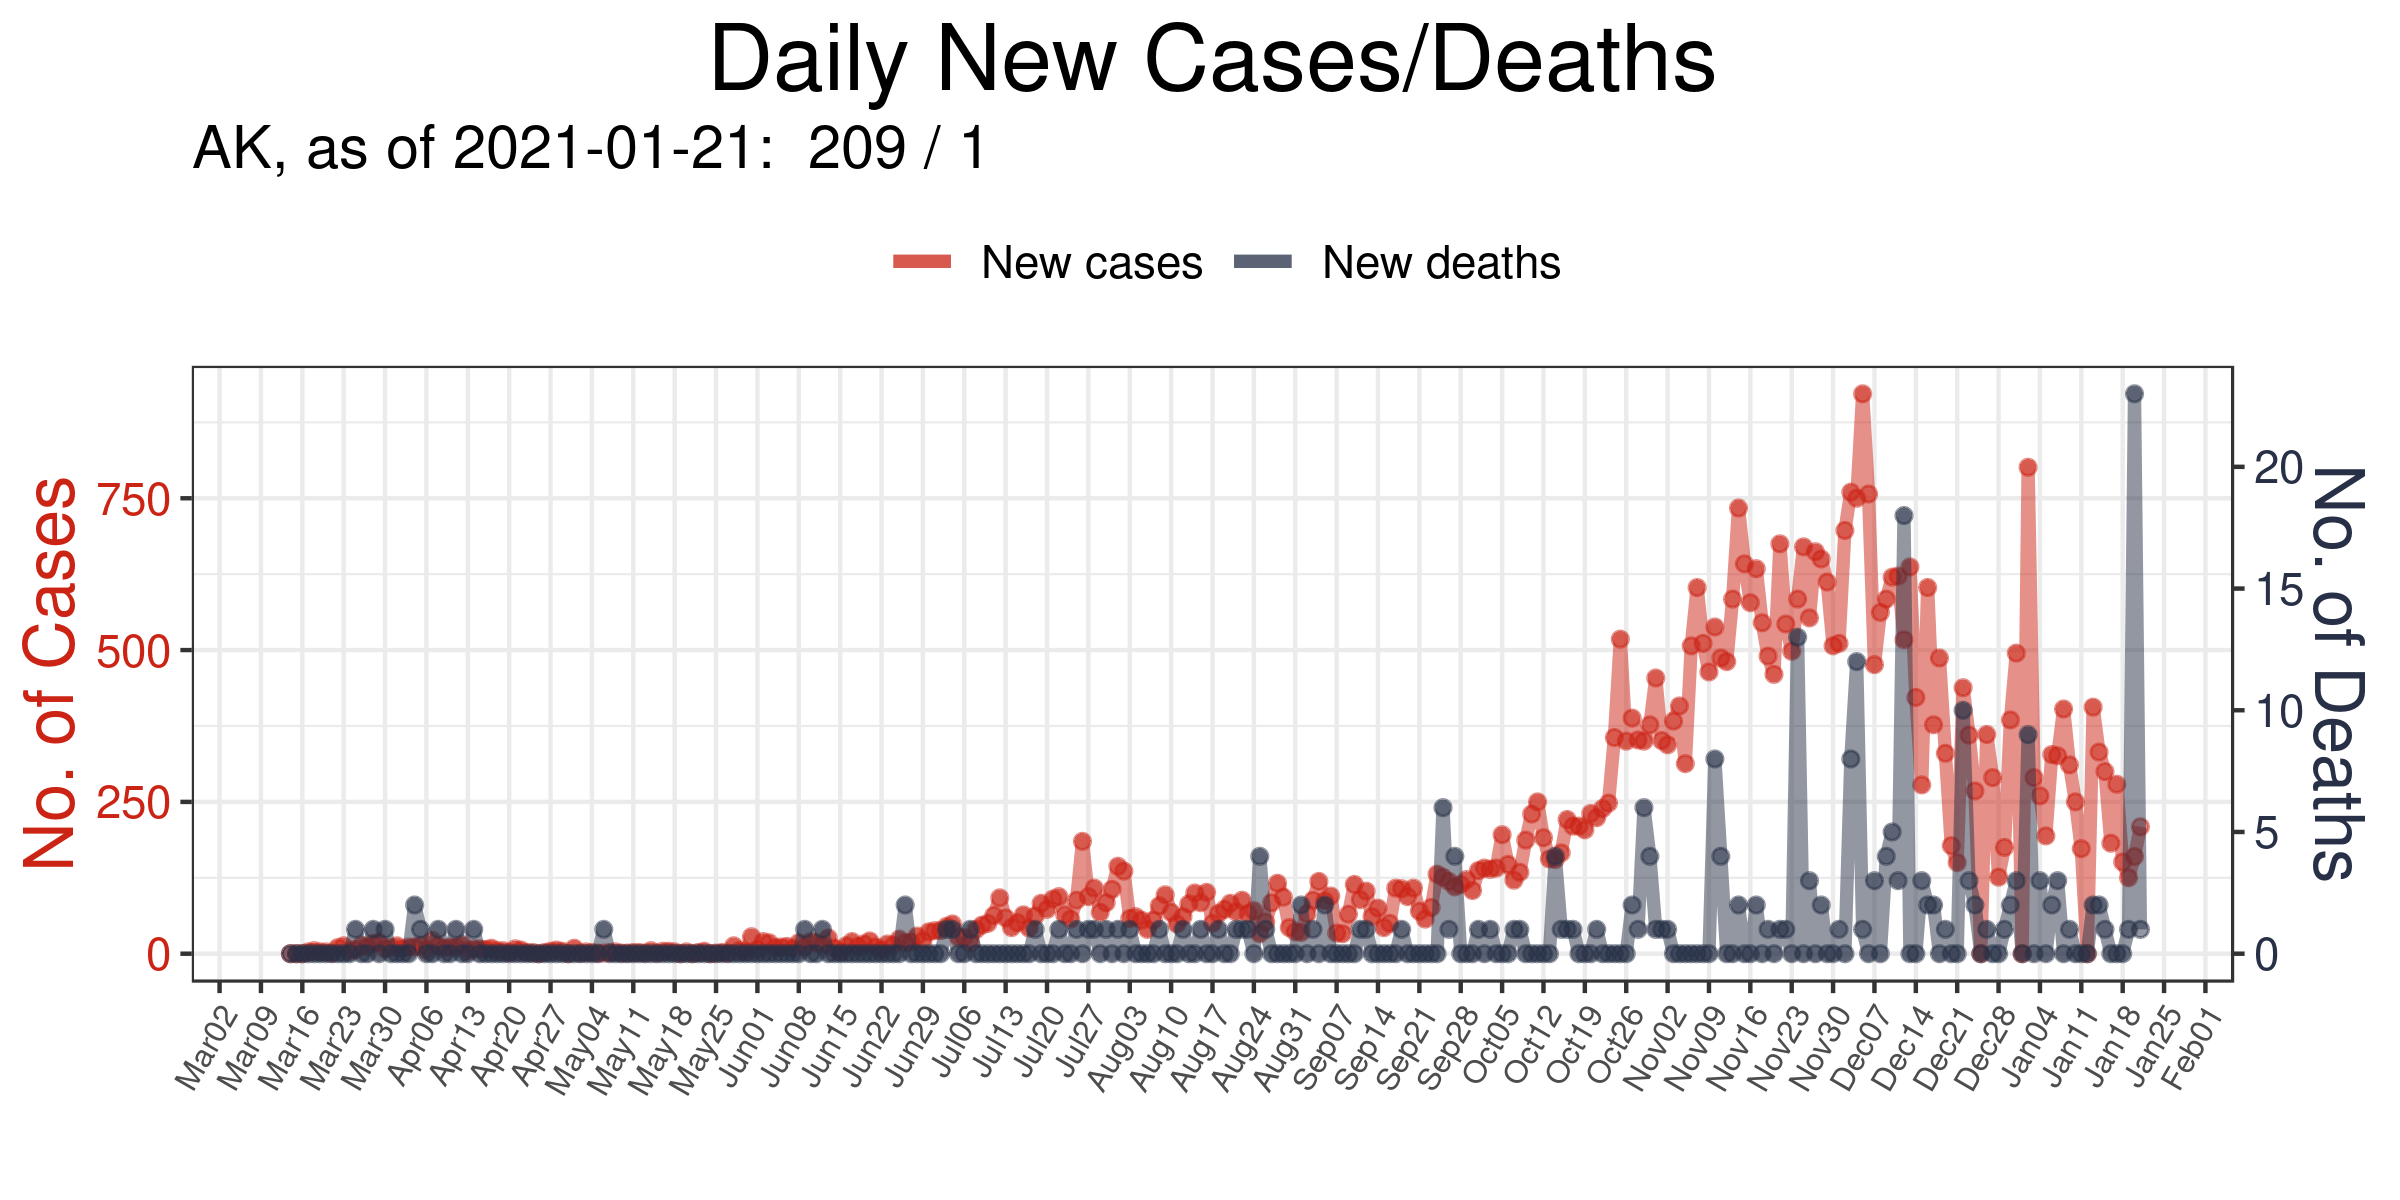 Daily New Cases/Deaths
AK, as of 2021-01-21:  209 / 1
New cases
New deaths
No. of Cases
750
500
250
0
20
15
10
5
0
No. of Deaths
Mar02
Mar09
Mar16
Mar23
Mar30
Apr06
Apr13
Apr20
Apr27
May04
May11
May18
May25
Jun01
Jun08
Jun15
Jun22
Jun29
Jul06
Jul13
Jul20
Jul27
Aug03
Aug10
Aug17
Aug24
Aug31
Sep07
Sep14
Sep21
Sep28
Oct05
Oct12
Oct19
Oct26
Nov02
Nov09
Nov16
Nov23
Nov30
Dec07
Dec14
Dec21
Dec28
Jan04
Jan11
Jan18
Jan25
Feb01